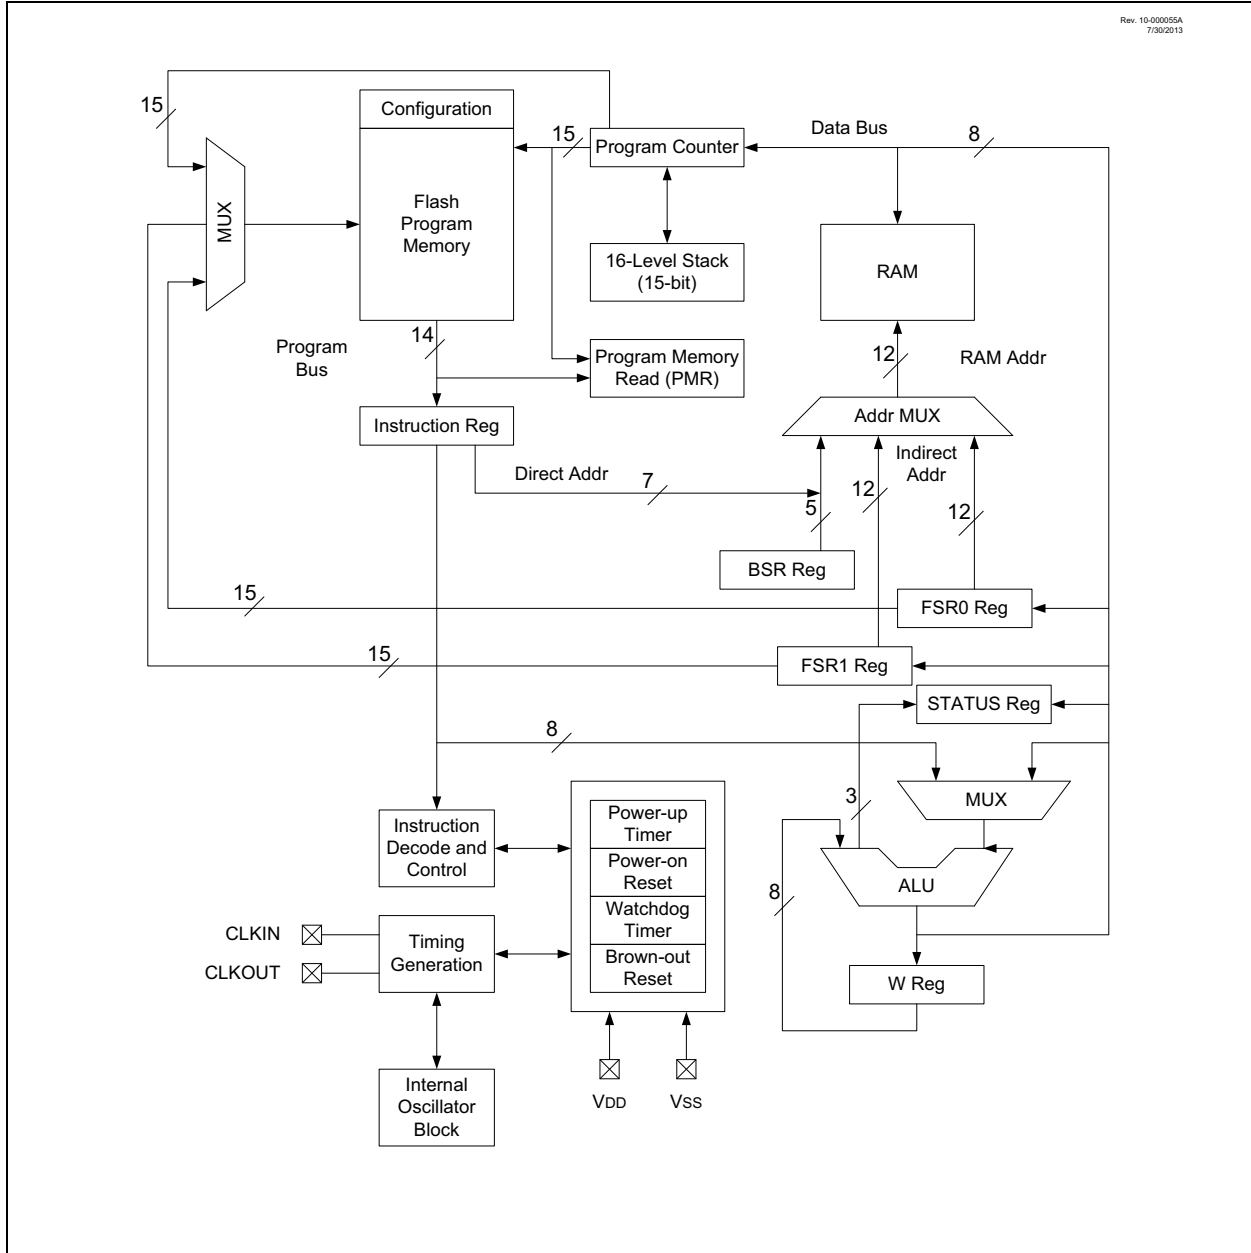 Rev. 10-000055A
7/30/2013
15
Configuration
15
Program Counter
Data Bus
8
MUX
Flash
Program
Memory
16-Level Stack
(15-bit)
RAM
Program
Bus
14
Program Memory
Read (PMR)
12
RAM Addr
Instruction Reg
Addr MUX
Direct Addr
7
Indirect
Addr
5
12
12
BSR Reg
15
FSR0 Reg
15
FSR1 Reg
STATUS Reg
8
3
MUX
Instruction
Decode and
Control
Power-up
Timer
Power-on
Reset
Watchdog
Timer
Brown-out
Reset
8
ALU
CLKIN
CLKOUT
Timing
Generation
W Reg
Internal
Oscillator
Block
VDD
VSS